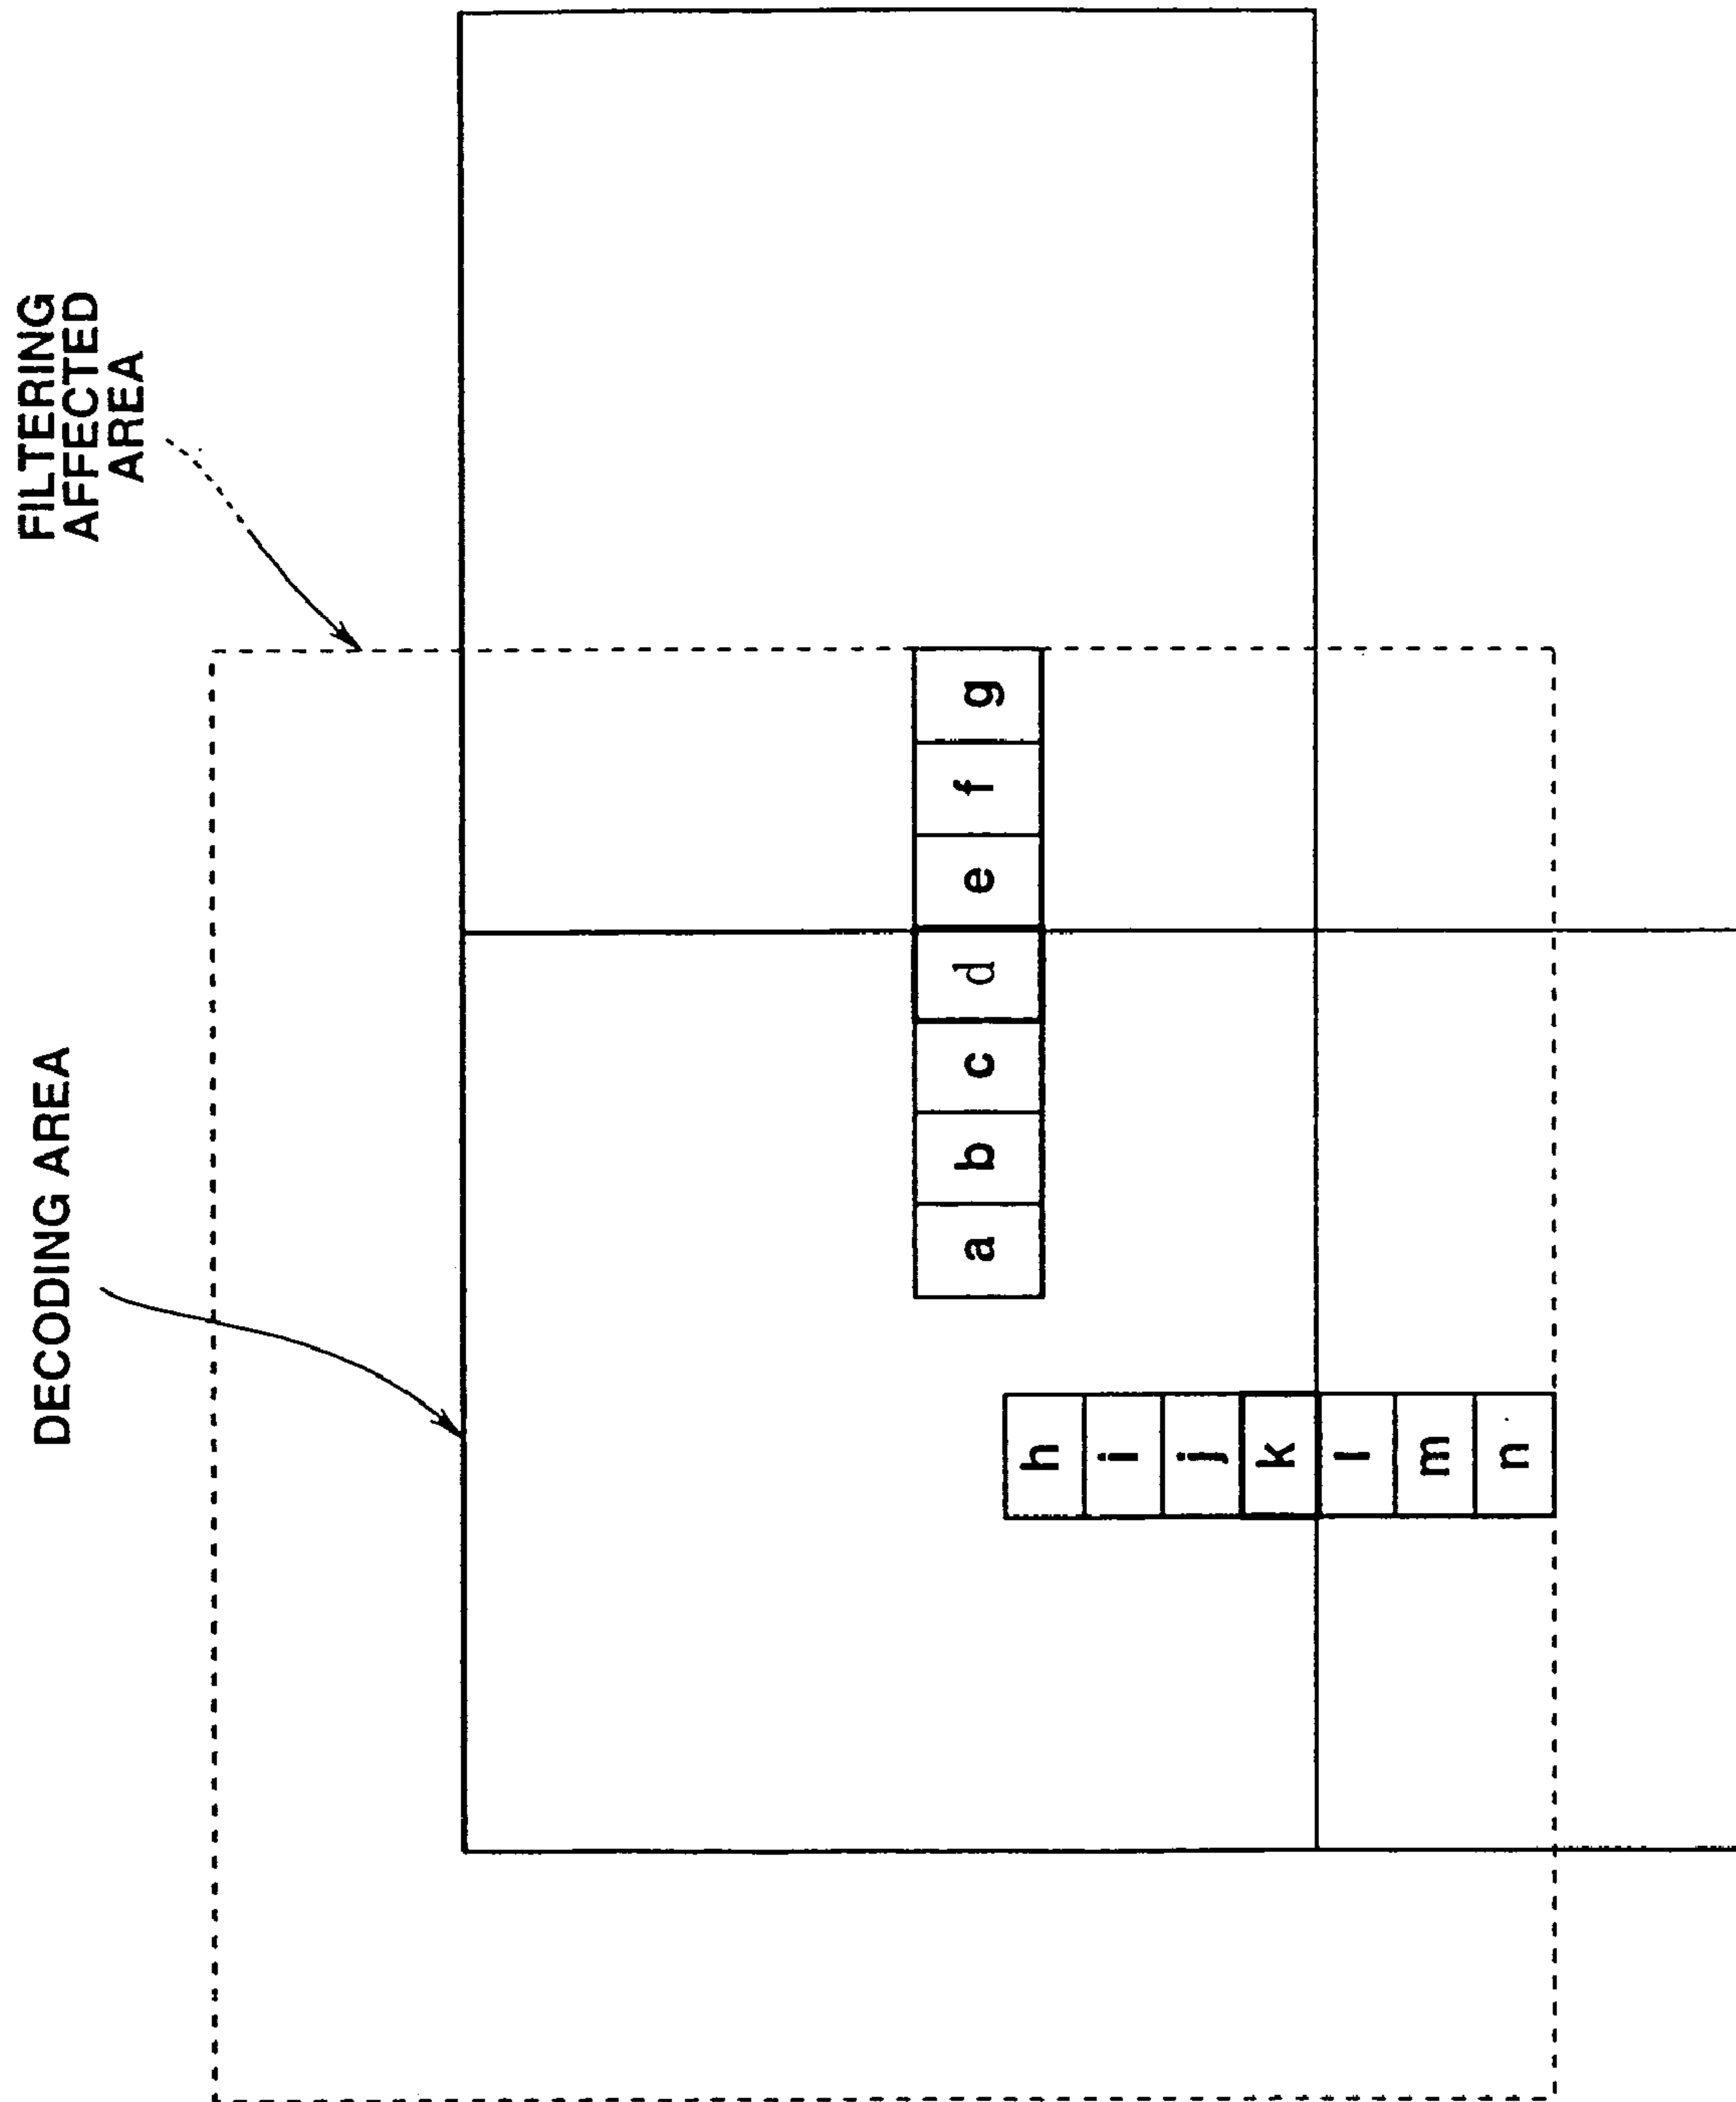 DECODING AREA
FILTERING
AFFECTED
AREA
a b c d e f g
h
i
j
k
l
m
n